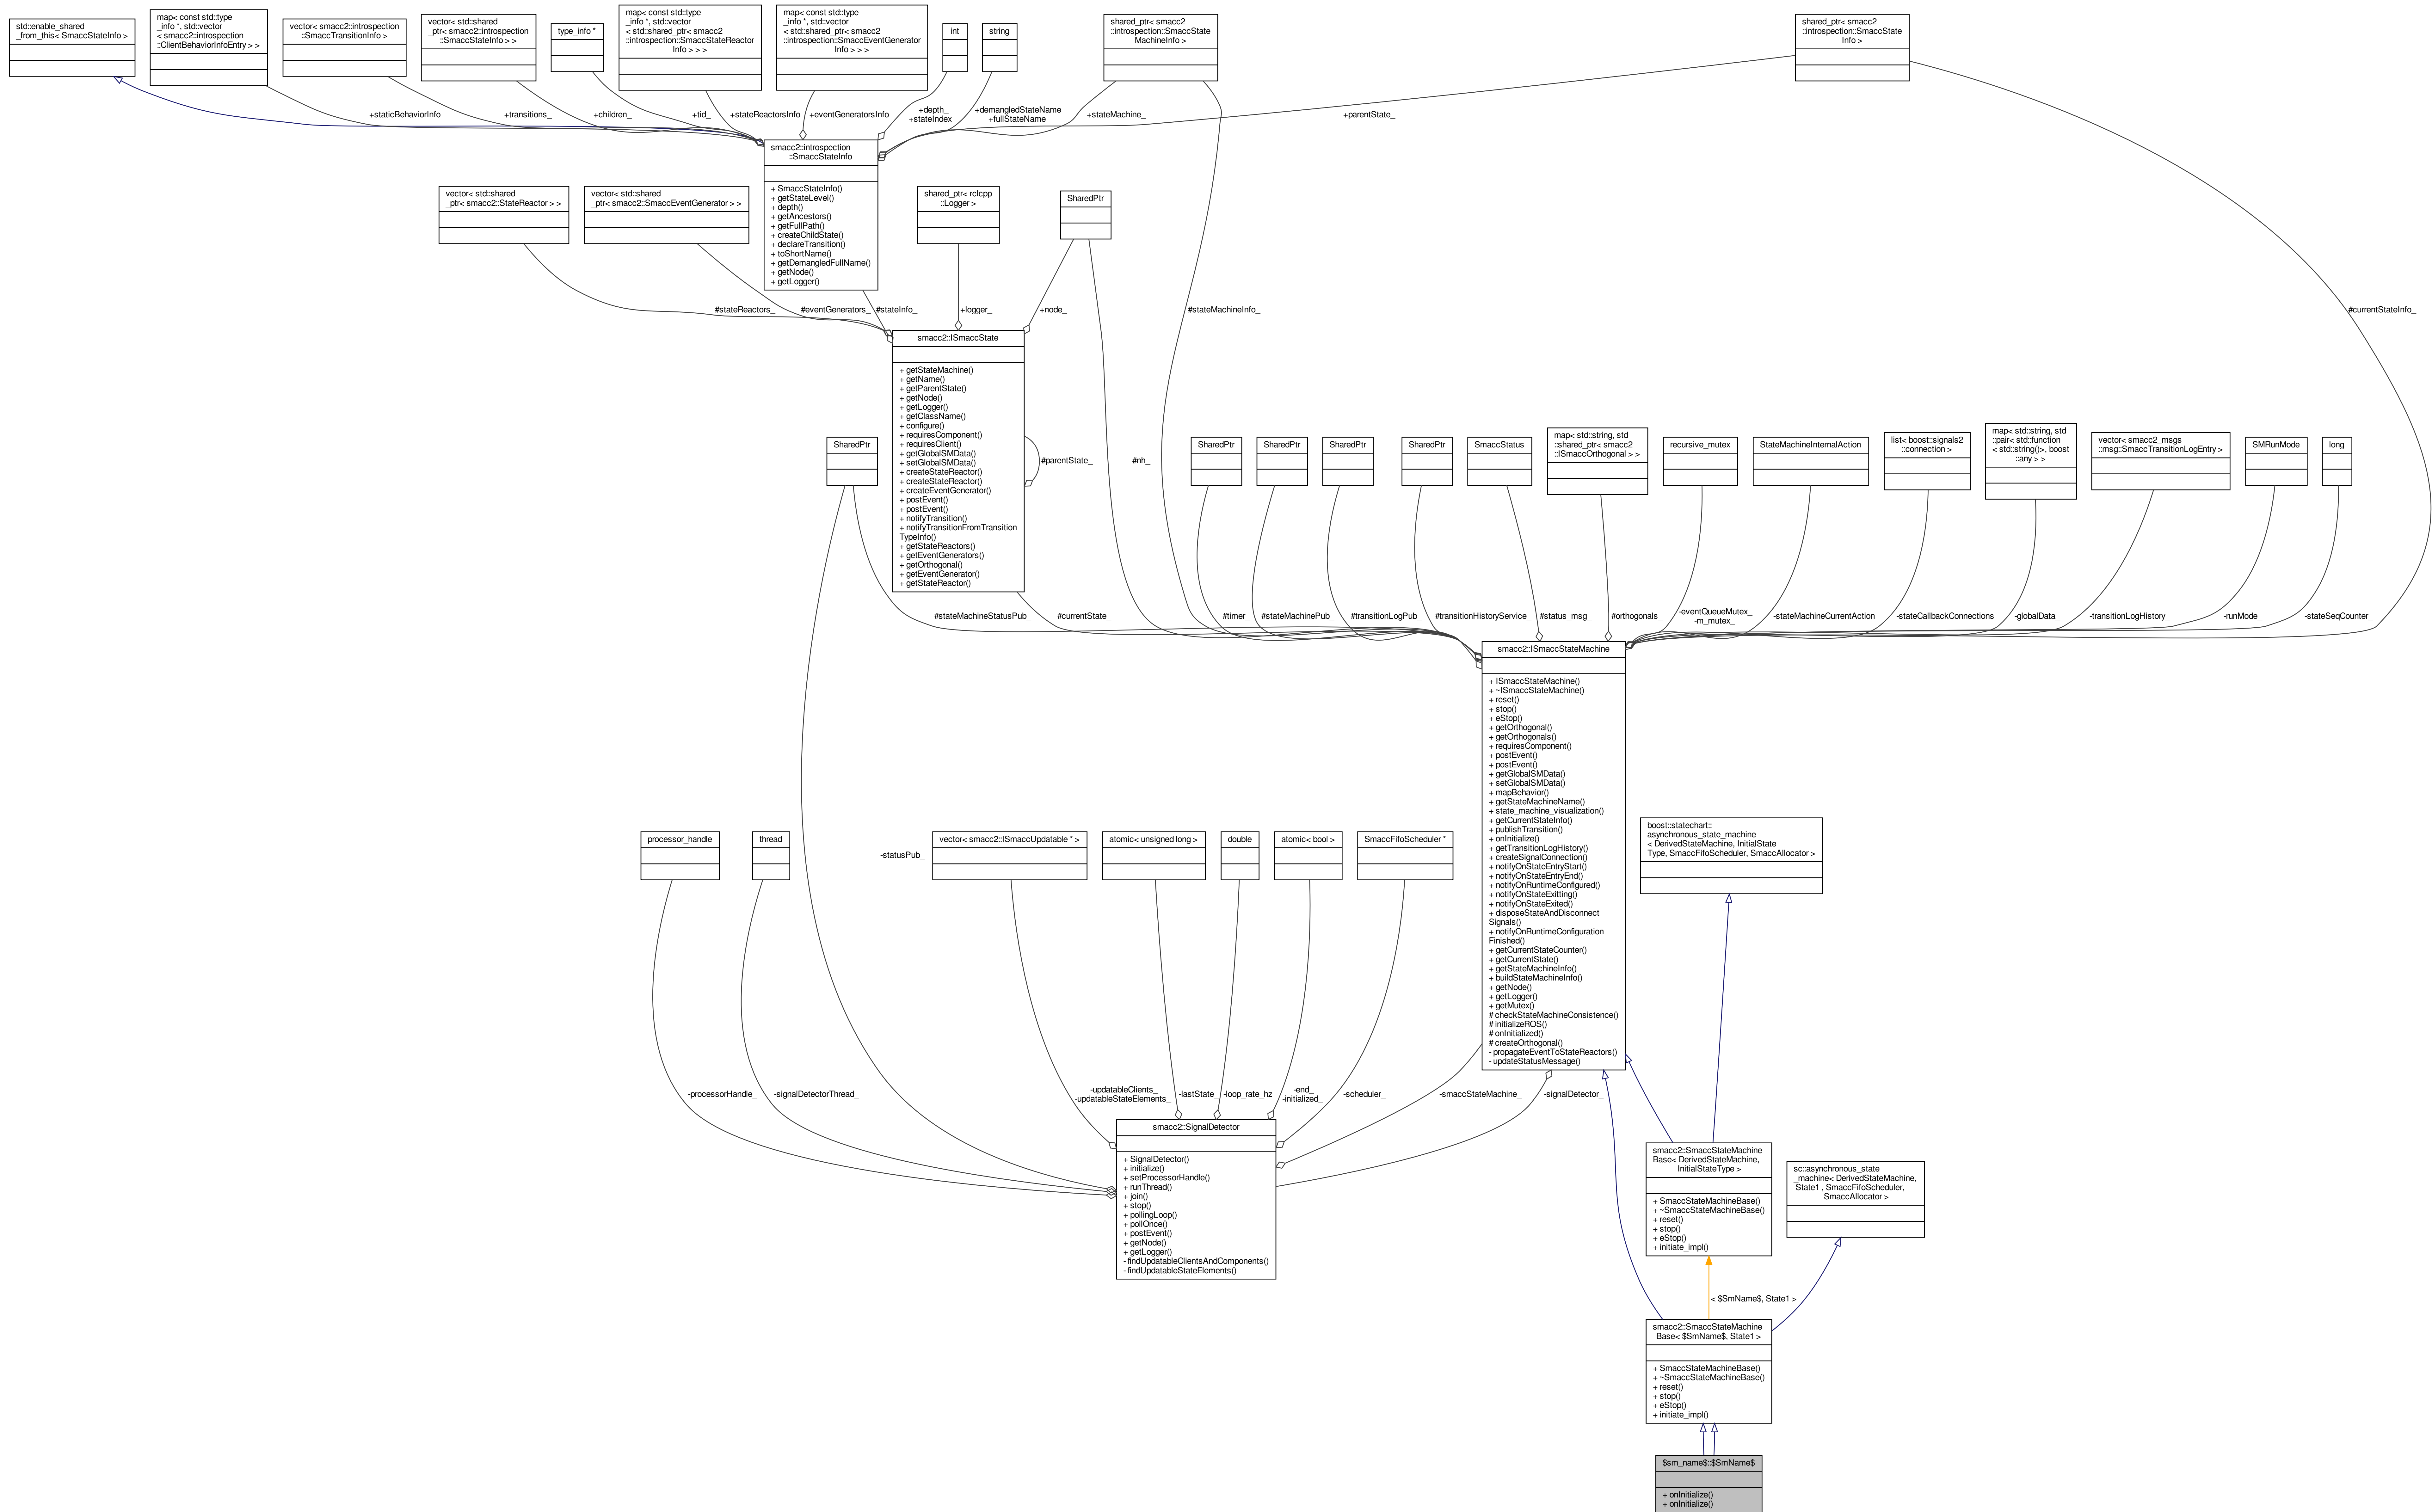 std::enable_shared
_from_this< SmaccStateInfo >
map< const std::type
_info *, std::vector
< smacc2::introspection
::ClientBehaviorInfoEntry > >
vector< smacc2::introspection
::SmaccTransitionInfo >
vector< std::shared
_ptr< smacc2::introspection
::SmaccStateInfo > >
type_info *
map< const std::type
_info *, std::vector
< std::shared_ptr< smacc2
::introspection::SmaccStateReactor
Info > > >
map< const std::type
_info *, std::vector
< std::shared_ptr< smacc2
::introspection::SmaccEventGenerator
Info > > >
int
string
shared_ptr< smacc2
::introspection::SmaccState
MachineInfo >
shared_ptr< smacc2
::introspection::SmaccState
Info >
+staticBehaviorInfo
+transitions_
+children_
+tid_
+stateReactorsInfo
+eventGeneratorsInfo
+depth_
+stateIndex_
+demangledStateName
+fullStateName
+stateMachine_
+parentState_
smacc2::introspection
::SmaccStateInfo
+ SmaccStateInfo()
+ getStateLevel()
+ depth()
+ getAncestors()
+ getFullPath()
+ createChildState()
+ declareTransition()
+ toShortName()
+ getDemangledFullName()
+ getNode()
+ getLogger()
vector< std::shared
_ptr< smacc2::StateReactor > >
vector< std::shared
_ptr< smacc2::SmaccEventGenerator > >
shared_ptr< rclcpp
::Logger >
SharedPtr
#stateReactors_
#eventGenerators_
#stateInfo_
+logger_
+node_
#stateMachineInfo_
#currentStateInfo_
smacc2::ISmaccState
+ getStateMachine()
+ getName()
+ getParentState()
+ getNode()
+ getLogger()
+ getClassName()
+ configure()
+ requiresComponent()
+ requiresClient()
+ getGlobalSMData()
+ setGlobalSMData()
+ createStateReactor()
+ createStateReactor()
+ createEventGenerator()
+ postEvent()
+ postEvent()
+ notifyTransition()
+ notifyTransitionFromTransition
TypeInfo()
+ getStateReactors()
+ getEventGenerators()
+ getOrthogonal()
+ getEventGenerator()
+ getStateReactor()
#parentState_
#nh_
SharedPtr
SharedPtr
SharedPtr
SharedPtr
SharedPtr
SmaccStatus
map< std::string, std
::shared_ptr< smacc2
::ISmaccOrthogonal > >
recursive_mutex
StateMachineInternalAction
list< boost::signals2
::connection >
map< std::string, std
::pair< std::function
< std::string()>, boost
::any > >
vector< smacc2_msgs
::msg::SmaccTransitionLogEntry >
SMRunMode
long
#stateMachineStatusPub_
#currentState_
#timer_
#stateMachinePub_
#transitionLogPub_
#transitionHistoryService_
#status_msg_
#orthogonals_
-eventQueueMutex_
-m_mutex_
-stateMachineCurrentAction
-stateCallbackConnections
-globalData_
-transitionLogHistory_
-runMode_
-stateSeqCounter_
smacc2::ISmaccStateMachine
+ ISmaccStateMachine()
+ ~ISmaccStateMachine()
+ reset()
+ stop()
+ eStop()
+ getOrthogonal()
+ getOrthogonals()
+ requiresComponent()
+ postEvent()
+ postEvent()
+ getGlobalSMData()
+ setGlobalSMData()
+ mapBehavior()
+ getStateMachineName()
+ state_machine_visualization()
+ getCurrentStateInfo()
+ publishTransition()
+ onInitialize()
+ getTransitionLogHistory()
+ createSignalConnection()
+ notifyOnStateEntryStart()
+ notifyOnStateEntryEnd()
+ notifyOnRuntimeConfigured()
+ notifyOnStateExitting()
+ notifyOnStateExited()
+ disposeStateAndDisconnect
Signals()
+ notifyOnRuntimeConfiguration
Finished()
+ getCurrentStateCounter()
+ getCurrentState()
+ getStateMachineInfo()
+ buildStateMachineInfo()
+ getNode()
+ getLogger()
+ getMutex()
# checkStateMachineConsistence()
# initializeROS()
# onInitialized()
# createOrthogonal()
- propagateEventToStateReactors()
- updateStatusMessage()
processor_handle
thread
-statusPub_
vector< smacc2::ISmaccUpdatable * >
atomic< unsigned long >
double
atomic< bool >
SmaccFifoScheduler *
boost::statechart::
asynchronous_state_machine
< DerivedStateMachine, InitialState
Type, SmaccFifoScheduler, SmaccAllocator >
-processorHandle_
-signalDetectorThread_
-updatableClients_
-updatableStateElements_
-lastState_
-loop_rate_hz
-end_
-initialized_
-scheduler_
-smaccStateMachine_
-signalDetector_
smacc2::SignalDetector
+ SignalDetector()
+ initialize()
+ setProcessorHandle()
+ runThread()
+ join()
+ stop()
+ pollingLoop()
+ pollOnce()
+ postEvent()
+ getNode()
+ getLogger()
- findUpdatableClientsAndComponents()
- findUpdatableStateElements()
smacc2::SmaccStateMachine
Base< DerivedStateMachine,
InitialStateType >
+ SmaccStateMachineBase()
+ ~SmaccStateMachineBase()
+ reset()
+ stop()
+ eStop()
+ initiate_impl()
sc::asynchronous_state
_machine< DerivedStateMachine,
State1 , SmaccFifoScheduler,
SmaccAllocator >
< $SmName$, State1 >
smacc2::SmaccStateMachine
Base< $SmName$, State1 >
+ SmaccStateMachineBase()
+ ~SmaccStateMachineBase()
+ reset()
+ stop()
+ eStop()
+ initiate_impl()
$sm_name$::$SmName$
+ onInitialize()
+ onInitialize()